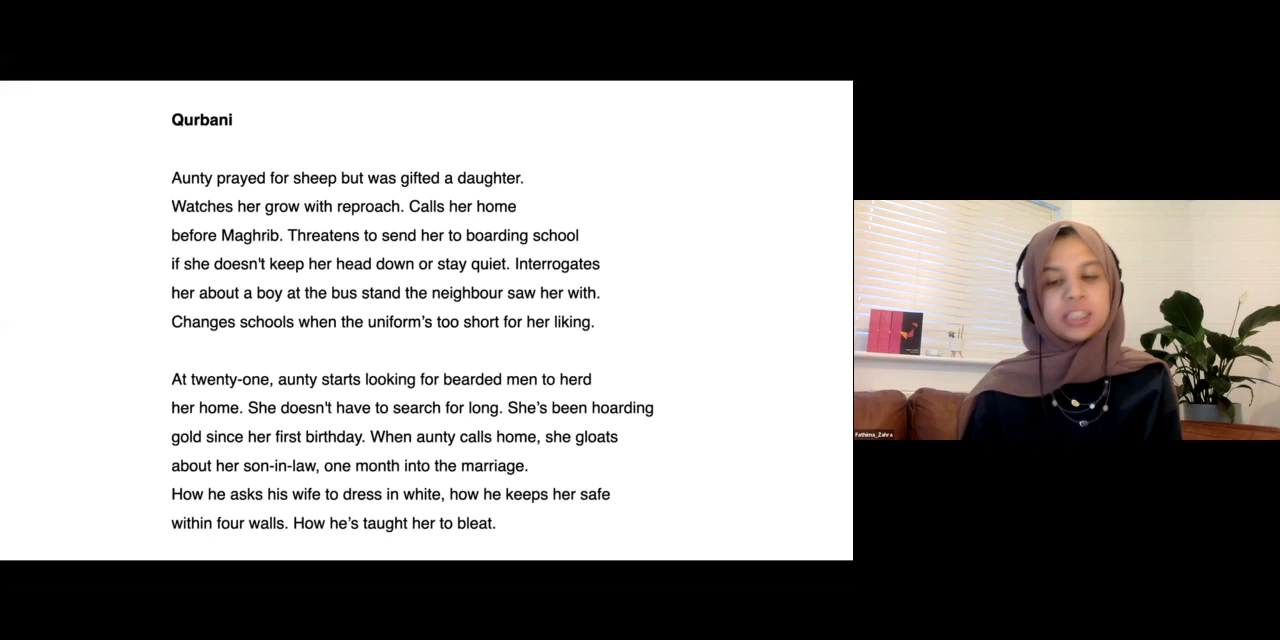 Qurbani
Aunty prayed for sheep but was gifted a daughter.
Watches her grow with reproach. Calls her home
before Maghrib. Threatens to send her to boarding school
if she doesn't keep her head down or stay quiet. Interrogates
her about a boy at the bus stand the neighbour saw her with.
Changes schools when the uniform’s too short for her liking.
At twenty-one, aunty starts looking for bearded men to herd
her home. She doesn't have to search for long. She’s been hoarding
gold since her first birthday. When aunty calls home, she gloats
about her son-in-law, one month into the marriage.
How he asks his wife to dress in white, how he keeps her safe
within four walls. How he’s taught her to bleat.
Fathima_Zahra